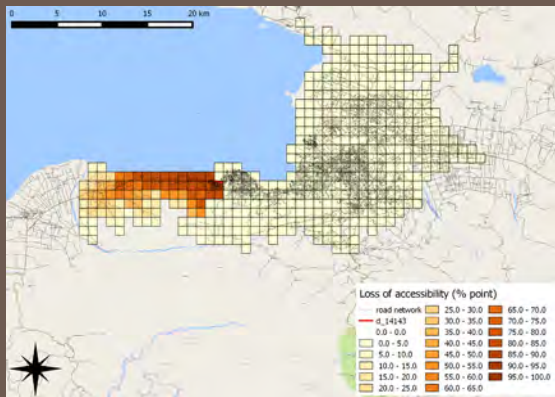 0 5 10 15 20 km
Loss of accessibility (% point)
road network
d_14143
0.0 - 0.0
0.0 - 5.0
5.0 - 10.0
10.0 - 15.0
15.0 - 20.0
20.0 - 25.0
25.0 - 30.0
30.0 - 35.0
35.0 - 40.0
40.0 - 45.0
45.0 - 50.0
50.0 - 55.0
55.0 - 60.0
60.0 - 65.0
65.0 - 70.0
70.0 - 75.0
75.0 - 80.0
80.0 - 85.0
85.0 - 90.0
90.0 - 95.0
95.0 - 100.0